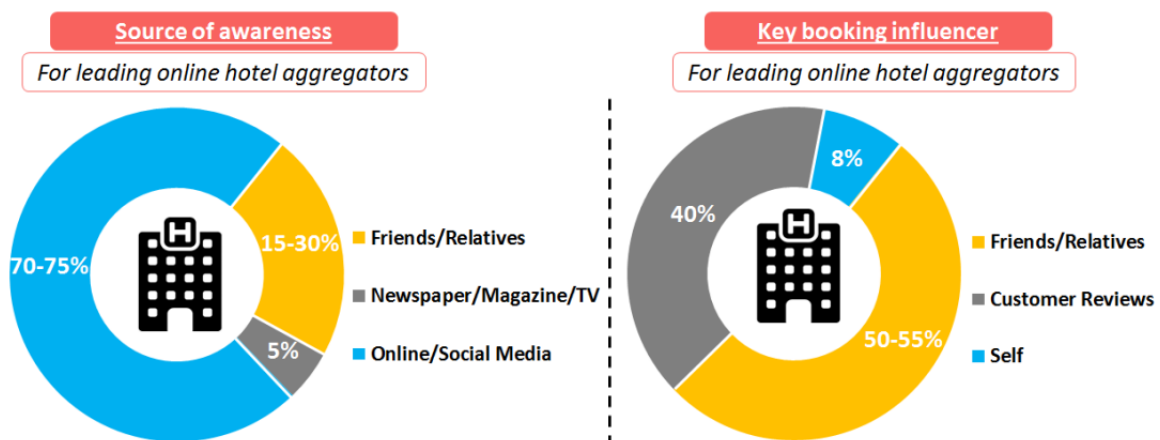 Source of awareness
For leading online hotel aggregators
70-75%
15-30%
5%
H
Friends/Relatives
Newspaper/Magazine/TV
Online/Social Media
Key booking influencer
For leading online hotel aggregators
8%
40%
50-55%
H
Friends/Relatives
Customer Reviews
Self